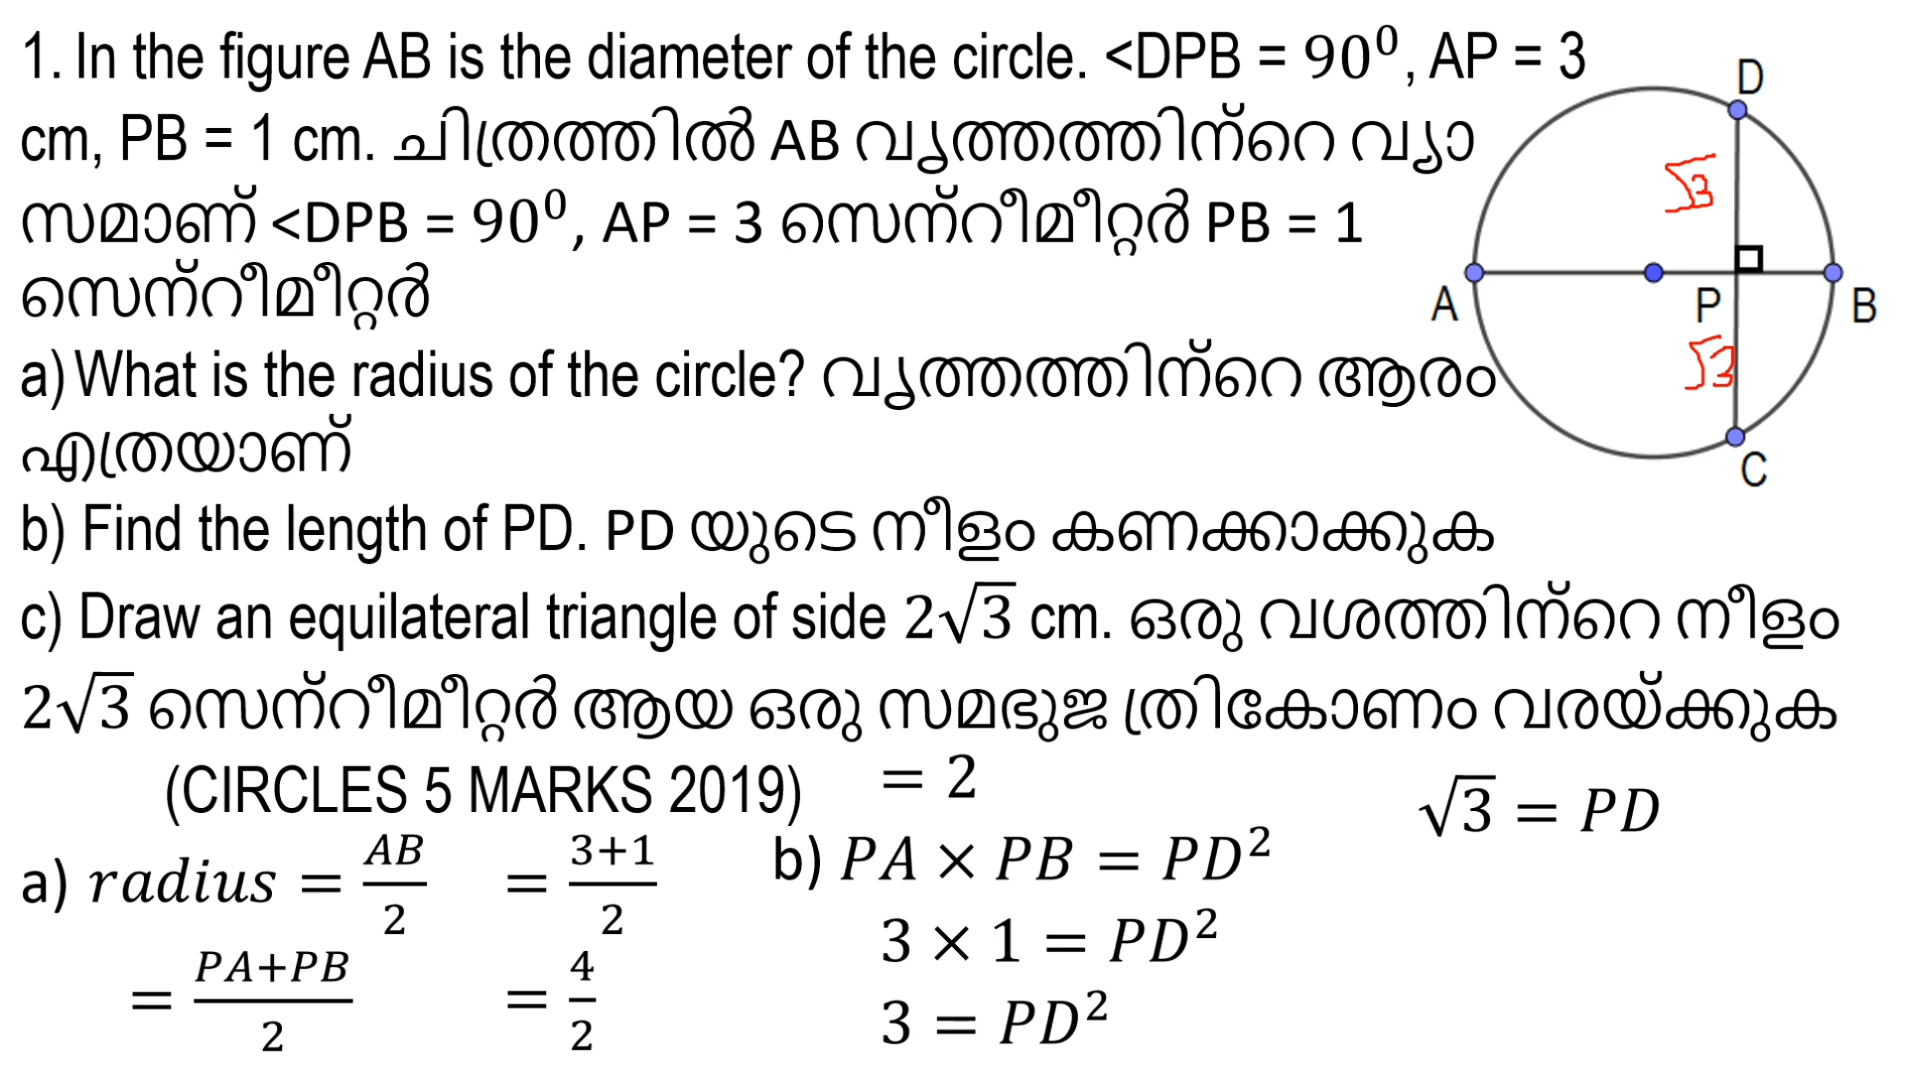 1. In the figure AB is the diameter of the circle. <DPB = 90⁰, AP = 3
cm, PB = 1 cm. ചിത്രത്തിൽ AB വൃത്തത്തിന്റെ വ്യാ
സമാണ് <DPB = 90⁰, AP = 3 സെന്റീമീറ്റർ PB = 1
സെന്റീമീറ്റർ
a) What is the radius of the circle? വൃത്തത്തിന്റെ ആരം
എത്രയാണ്
b) Find the length of PD. PD യുടെ നീളം കണക്കാക്കുക
c) Draw an equilateral triangle of side 2√3 cm. ഒരു വശത്തിന്റെ നീളം
2√3 സെന്റീമീറ്റർ ആയ ഒരു സമഭുജ ത്രികോണം വരയ്ക്കുക
(CIRCLES 5 MARKS 2019)
a) radius = AB/2 = (3+1)/2
= (PA+PB)/2 = 4/2
= 2
b) PA × PB = PD²
3 × 1 = PD²
3 = PD²
√3 = PD
D
√3
A
P
B
√3
C